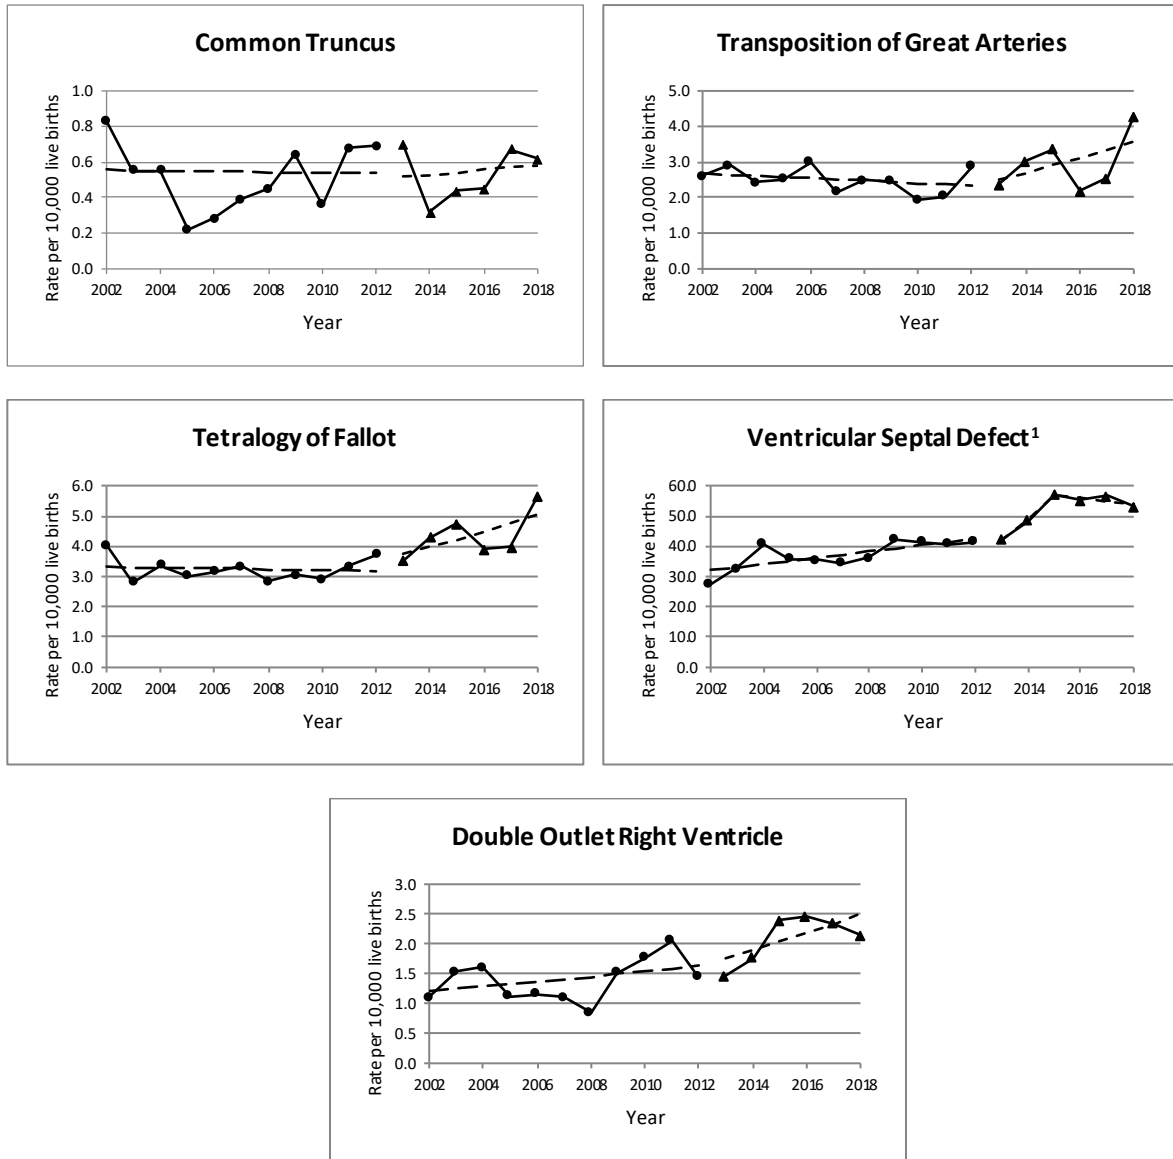 Common Truncus
Rate per 10,000 live births
1.0
0.8
0.6
0.4
0.2
0.0
2002 2004 2006 2008 2010 2012 2014 2016 2018
Year
Transposition of Great Arteries
Rate per 10,000 live births
5.0
4.0
3.0
2.0
1.0
0.0
2002 2004 2006 2008 2010 2012 2014 2016 2018
Year
Tetralogy of Fallot
Rate per 10,000 live births
6.0
5.0
4.0
3.0
2.0
1.0
0.0
2002 2004 2006 2008 2010 2012 2014 2016 2018
Year
Ventricular Septal Defect¹
Rate per 10,000 live births
60.0
50.0
40.0
30.0
20.0
10.0
0.0
2002 2004 2006 2008 2010 2012 2014 2016 2018
Year
Double Outlet Right Ventricle
Rate per 10,000 live births
3.0
2.5
2.0
1.5
1.0
0.5
0.0
2002 2004 2006 2008 2010 2012 2014 2016 2018
Year